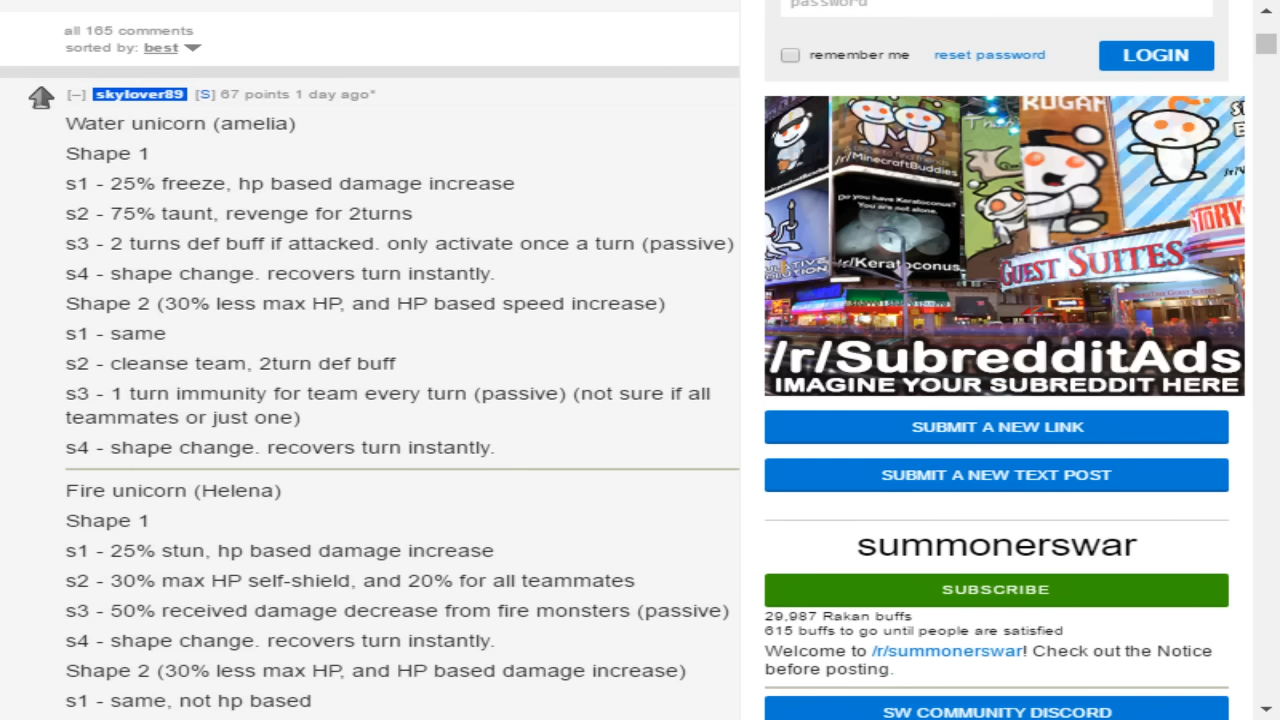 all 165 comments
sorted by: best
[–] skylover89 [S] 67 points 1 day ago*
Water unicorn (amelia)
Shape 1
s1 - 25% freeze, hp based damage increase
s2 - 75% taunt, revenge for 2turns
s3 - 2 turns def buff if attacked. only activate once a turn (passive)
s4 - shape change. recovers turn instantly.
Shape 2 (30% less max HP, and HP based speed increase)
s1 - same
s2 - cleanse team, 2turn def buff
s3 - 1 turn immunity for team every turn (passive) (not sure if all
teammates or just one)
s4 - shape change. recovers turn instantly.
Fire unicorn (Helena)
Shape 1
s1 - 25% stun, hp based damage increase
s2 - 30% max HP self-shield, and 20% for all teammates
s3 - 50% received damage decrease from fire monsters (passive)
s4 - shape change. recovers turn instantly.
Shape 2 (30% less max HP, and HP based damage increase)
s1 - same, not hp based
password
remember me reset password LOGIN
/r/MinecraftBuddies
Do you have Keratoconus?
You are not alone.
/r/Keratoconus
GUEST SUITES
STORY
/r/SubredditAds
IMAGINE YOUR SUBREDDIT HERE
SUBMIT A NEW LINK
SUBMIT A NEW TEXT POST
summonerswar
SUBSCRIBE
29,987 Rakan buffs
615 buffs to go until people are satisfied
Welcome to /r/summonerswar! Check out the Notice
before posting.
SW COMMUNITY DISCORD